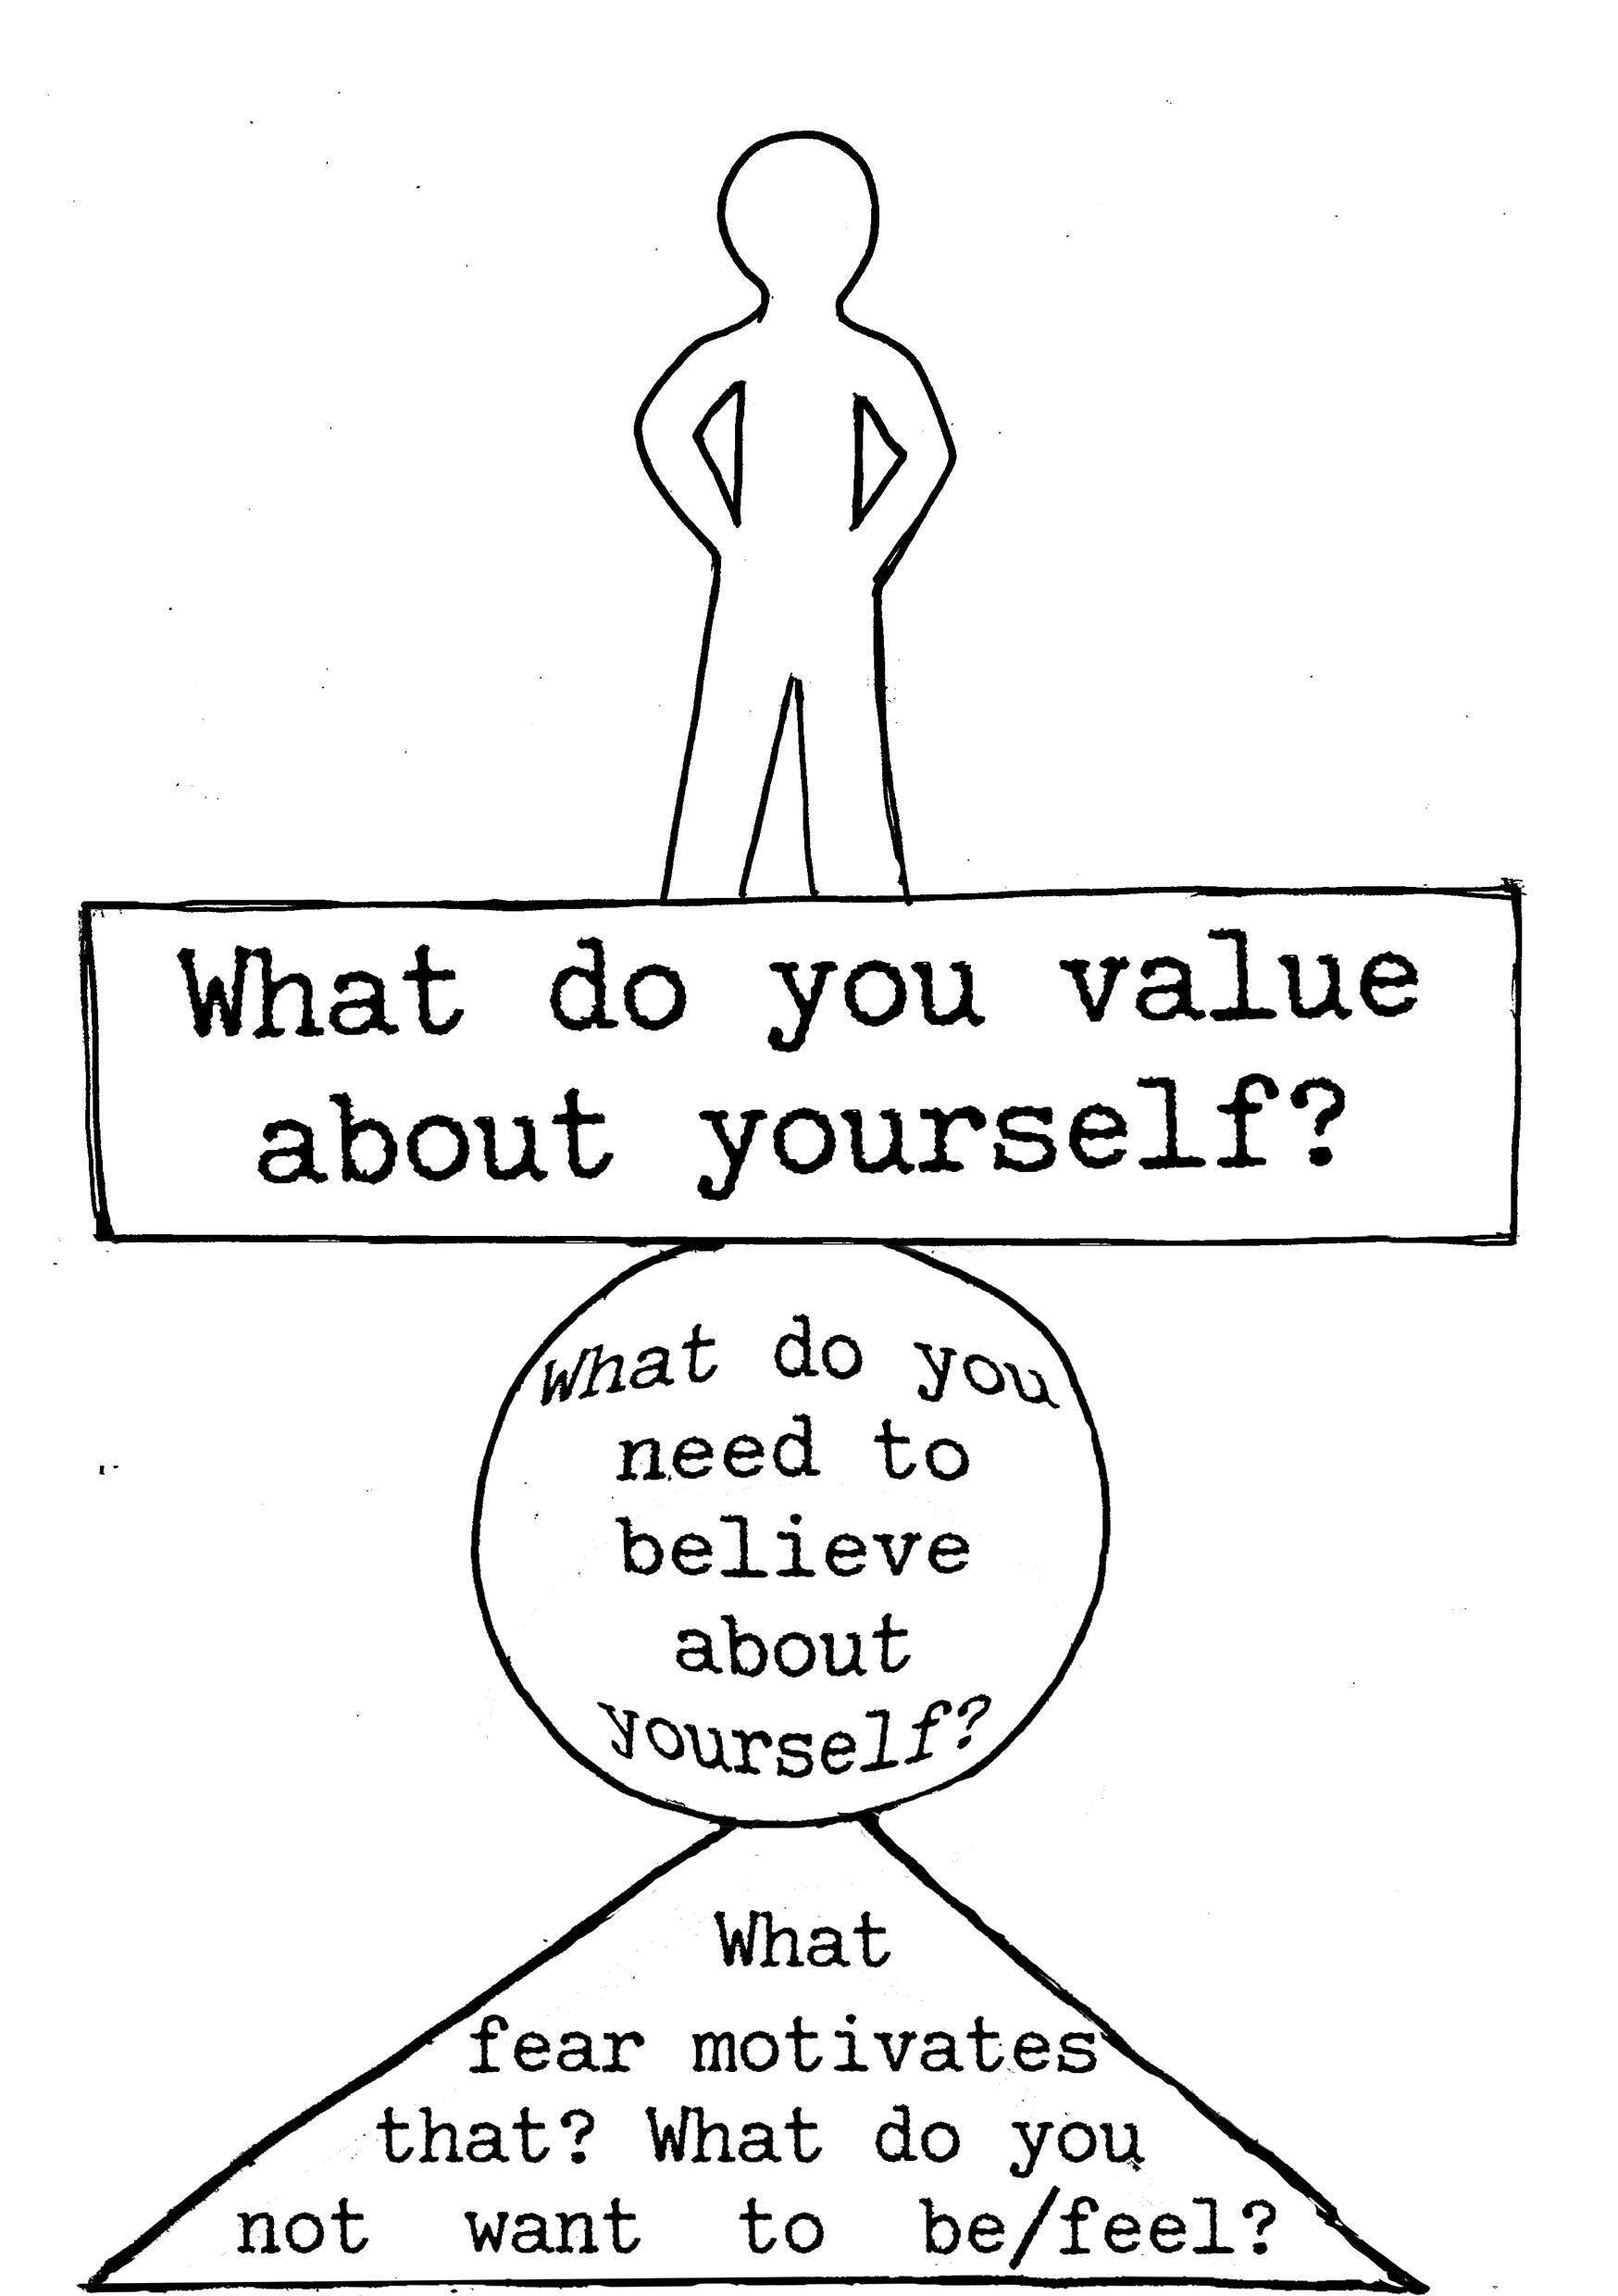 What do you value
about yourself?
What do you
need to
believe
about
yourself?
What
fear motivates
that? What do you
not want to be/feel?